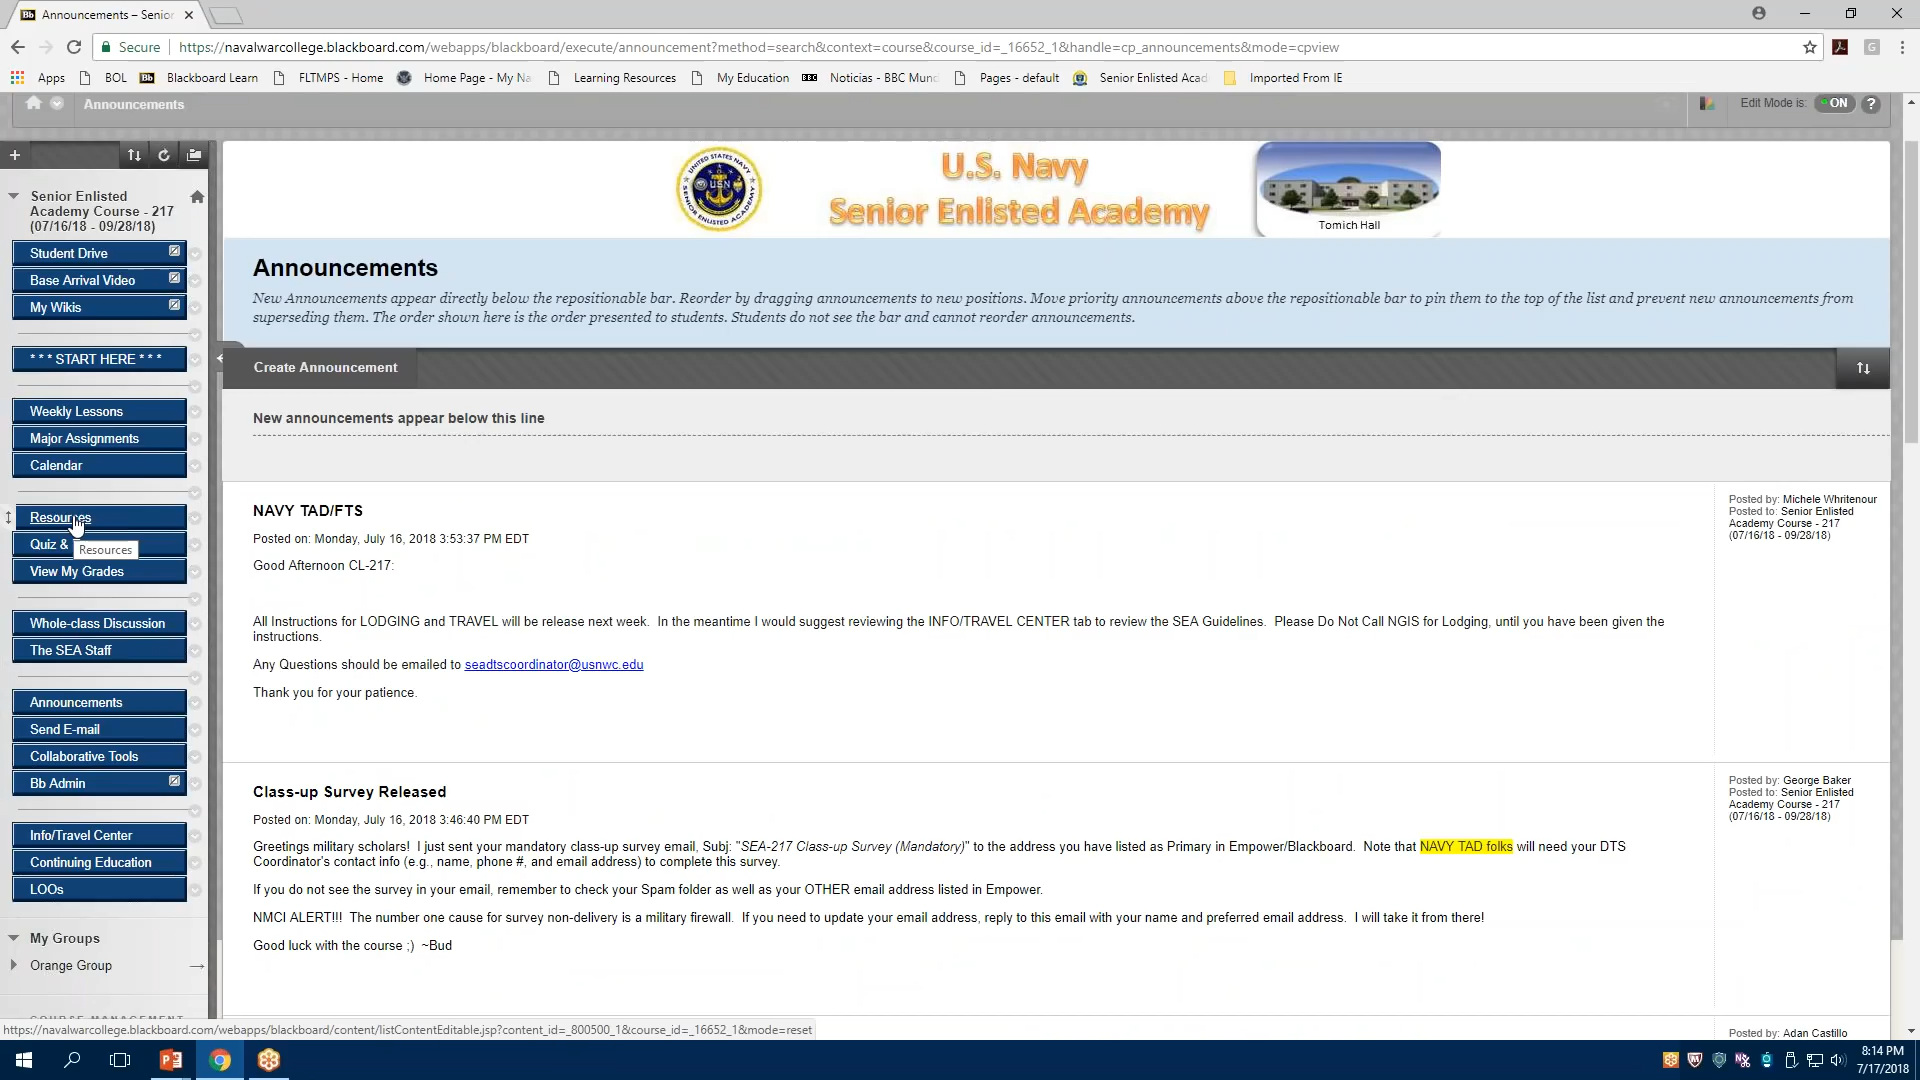 Announcements – Senior
Secure https://navalwarcollege.blackboard.com/webapps/blackboard/execute/announcement?method=search&context=course&course_id=_16652_1&handle=cp_announcements&mode=cpview
Apps BOL Bb Blackboard Learn FLTMPS - Home Home Page - My Na Learning Resources My Education BBC Noticias - BBC Mund Pages - default Senior Enlisted Acad Imported From IE
Announcements Edit Mode is: ON ?
Senior Enlisted
Academy Course - 217
(07/16/18 - 09/28/18)
Student Drive
Base Arrival Video
My Wikis
* * * START HERE * * *
Weekly Lessons
Major Assignments
Calendar
Resources
Quiz &
Resources
View My Grades
Whole-class Discussion
The SEA Staff
Announcements
Send E-mail
Collaborative Tools
Bb Admin
Info/Travel Center
Continuing Education
LOOs
My Groups
Orange Group
COURSE MANAGEMENT
UNITED STATES NAVY
USN
SENIOR ENLISTED ACADEMY
U.S. Navy
Senior Enlisted Academy
Tomich Hall
Announcements
New Announcements appear directly below the repositionable bar. Reorder by dragging announcements to new positions. Move priority announcements above the repositionable bar to pin them to the top of the list and prevent new announcements from
superseding them. The order shown here is the order presented to students. Students do not see the bar and cannot reorder announcements.
Create Announcement
New announcements appear below this line
NAVY TAD/FTS
Posted on: Monday, July 16, 2018 3:53:37 PM EDT
Good Afternoon CL-217:
All Instructions for LODGING and TRAVEL will be release next week. In the meantime I would suggest reviewing the INFO/TRAVEL CENTER tab to review the SEA Guidelines. Please Do Not Call NGIS for Lodging, until you have been given the
instructions.
Any Questions should be emailed to seadtscoordinator@usnwc.edu
Thank you for your patience.
Posted by: Michele Whritenour
Posted to: Senior Enlisted
Academy Course - 217
(07/16/18 - 09/28/18)
Class-up Survey Released
Posted on: Monday, July 16, 2018 3:46:40 PM EDT
Greetings military scholars! I just sent your mandatory class-up survey email, Subj: "SEA-217 Class-up Survey (Mandatory)" to the address you have listed as Primary in Empower/Blackboard. Note that NAVY TAD folks will need your DTS
Coordinator's contact info (e.g., name, phone #, and email address) to complete this survey.
If you do not see the survey in your email, remember to check your Spam folder as well as your OTHER email address listed in Empower.
NMCI ALERT!!! The number one cause for survey non-delivery is a military firewall. If you need to update your email address, reply to this email with your name and preferred email address. I will take it from there!
Good luck with the course ;) ~Bud
Posted by: George Baker
Posted to: Senior Enlisted
Academy Course - 217
(07/16/18 - 09/28/18)
Posted by: Adan Castillo
https://navalwarcollege.blackboard.com/webapps/blackboard/content/listContentEditable.jsp?content_id=_800500_1&course_id=_16652_1&mode=reset
8:14 PM
7/17/2018